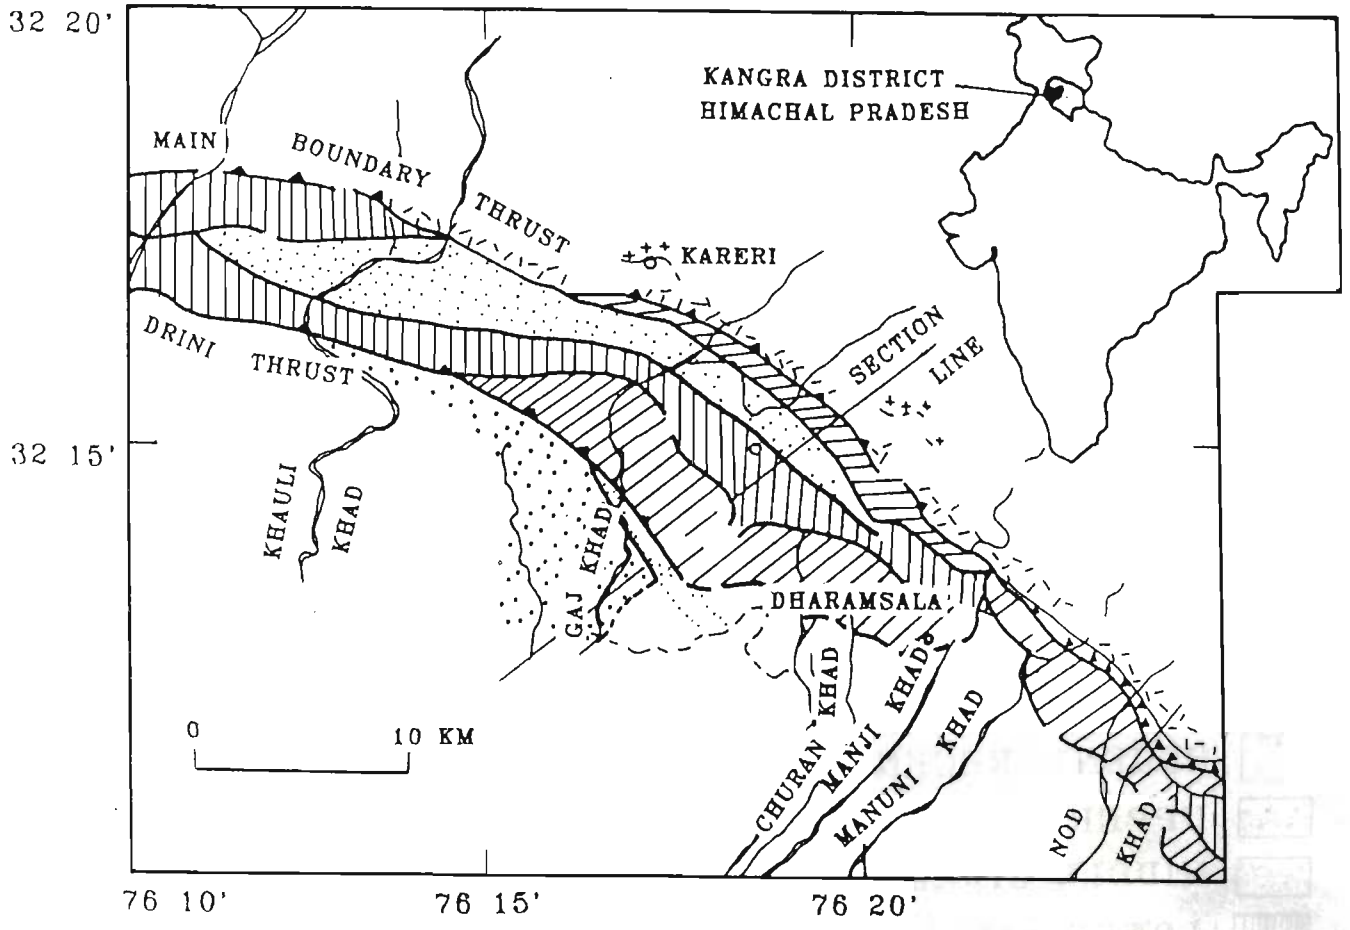 32 20'
KANGRA DISTRICT
HIMACHAL PRADESH
MAIN BOUNDARY THRUST
KARERI
DRINI THRUST
SECTION LINE
32 15'
KHAULI KHAD
GAJ KHAD
DHARAMSALA
CHURAN KHAD
MANJI KHAD
MANUNI KHAD
NOD KHAD
0 10 KM
76 10' 76 15' 76 20'